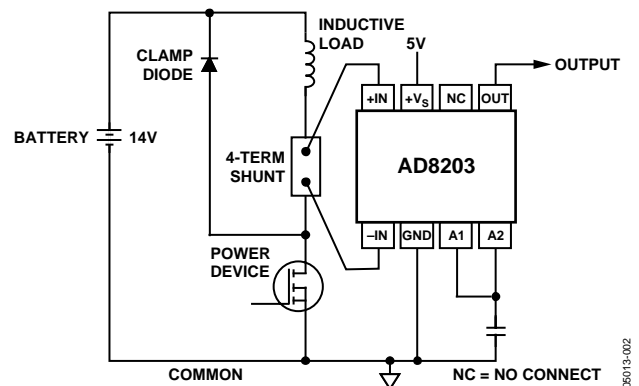 INDUCTIVE
LOAD
CLAMP
DIODE
5V
OUTPUT
+IN
+VS
NC
OUT
BATTERY
14V
4-TERM
SHUNT
AD8203
–IN
GND
A1
A2
POWER
DEVICE
COMMON
NC = NO CONNECT
05013-002